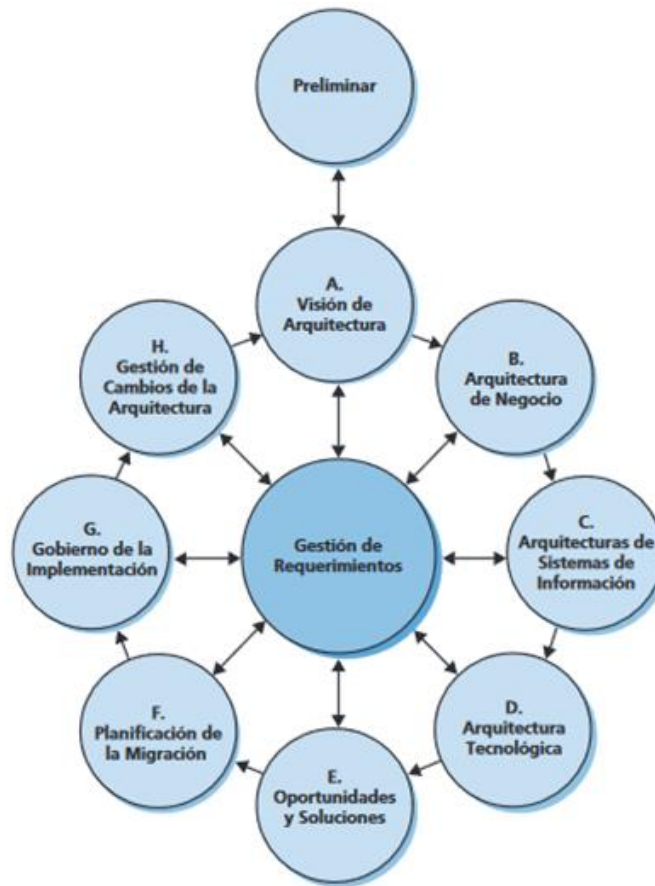 Preliminar
A.
Visión de
Arquitectura
B.
Arquitectura
de Negocio
C.
Arquitecturas de
Sistemas de
Información
D.
Arquitectura
Tecnológica
E.
Oportunidades
y Soluciones
F.
Planificación de
la Migración
G.
Gobierno de la
Implementación
H.
Gestión de
Cambios de la
Arquitectura
Gestión de
Requerimientos